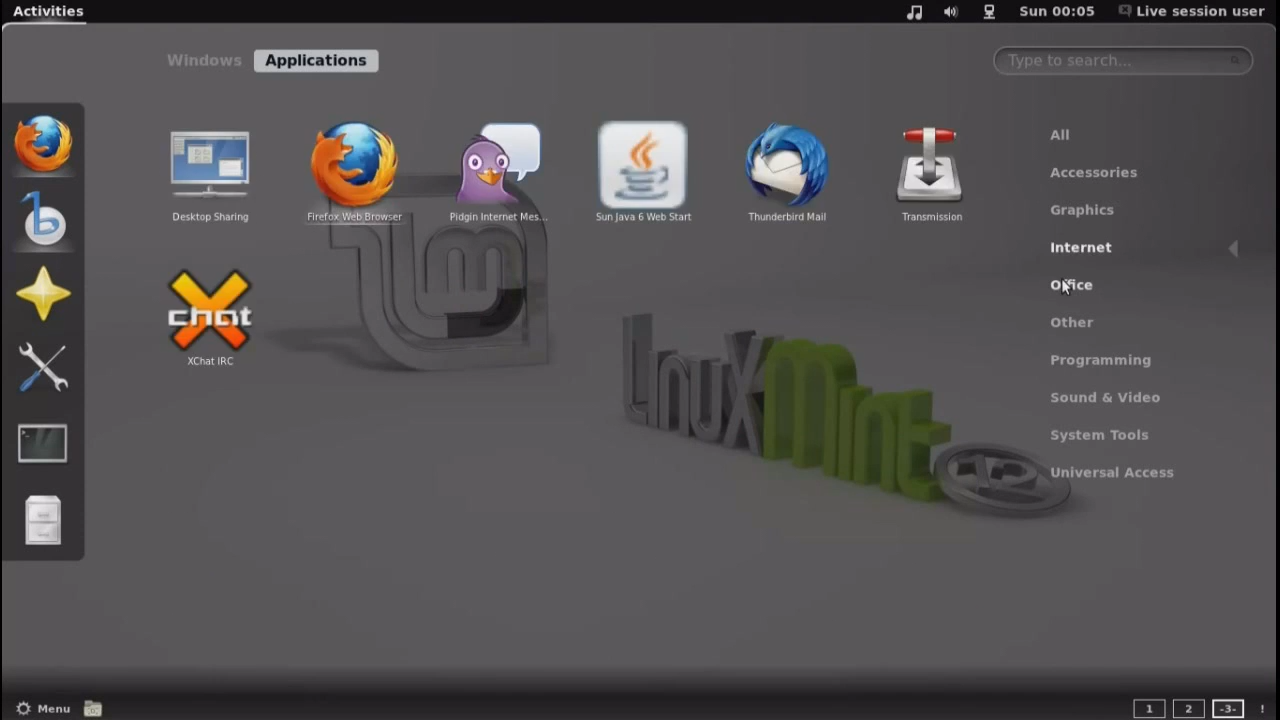 Activities
Sun 00:05
Live session user
Windows
Applications
Type to search...
Desktop Sharing
Firefox Web Browser
Pidgin Internet Mes...
Sun Java 6 Web Start
Thunderbird Mail
Transmission
chat
XChat IRC
All
Accessories
Graphics
Internet
Office
Other
Programming
Sound & Video
System Tools
Universal Access
LinuxMint
12
Menu
1
2
-3-
!